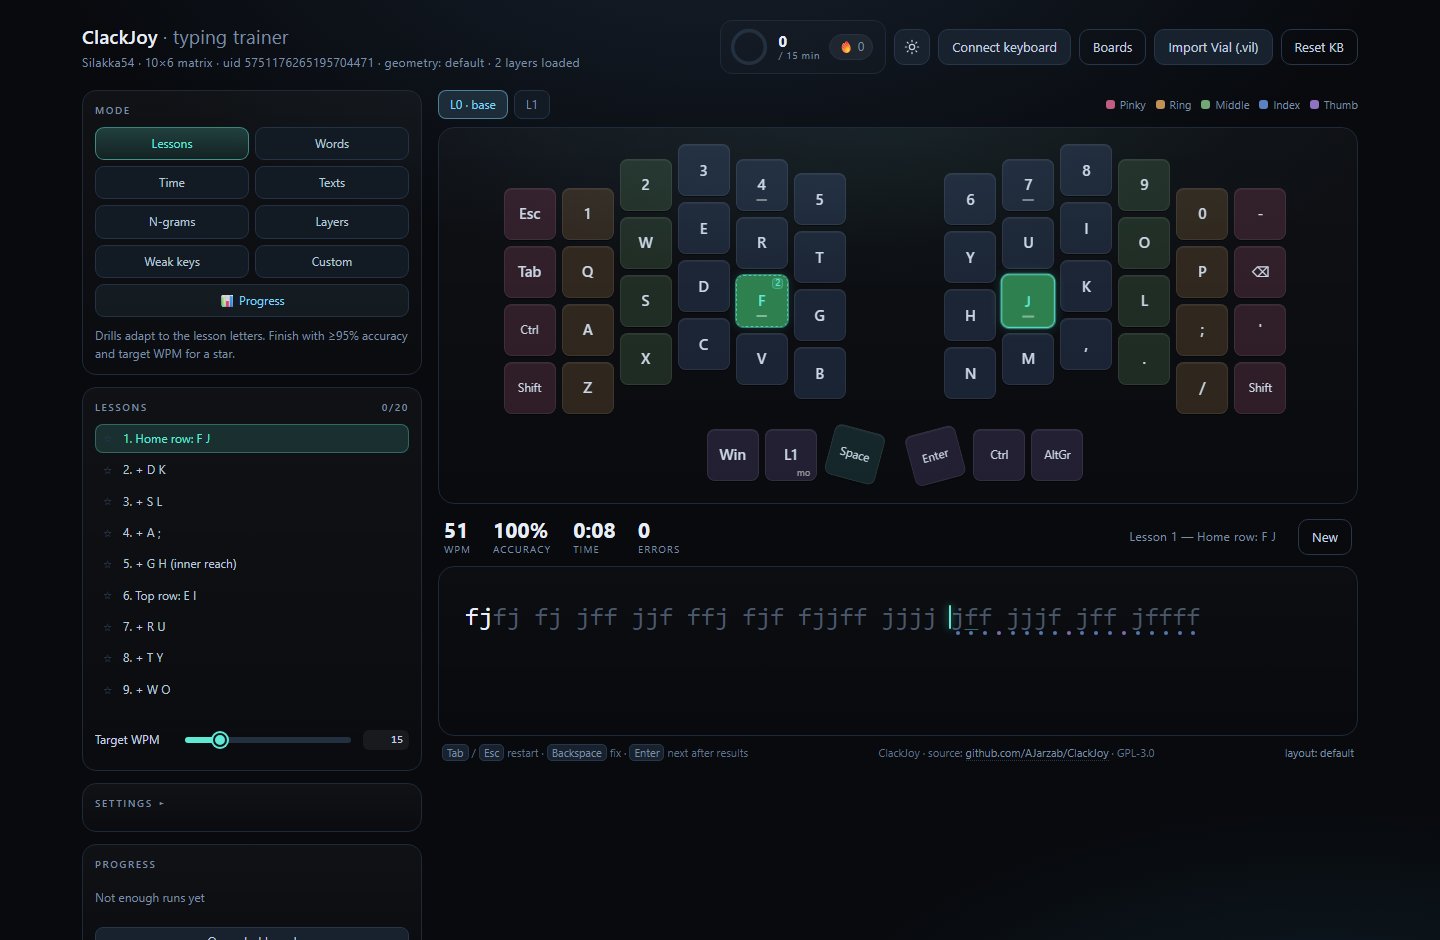 ClackJoy · typing trainer
Silakka54 · 10×6 matrix · uid 5751176265195704471 · geometry: default · 2 layers loaded
0
/ 15 min
🔥 0
Connect keyboard
Boards
Import Vial (.vil)
Reset KB
MODE
Lessons
Words
Time
Texts
N-grams
Layers
Weak keys
Custom
📊 Progress
Drills adapt to the lesson letters. Finish with ≥95% accuracy
and target WPM for a star.
LESSONS
0/20
☆ 1. Home row: F J
☆ 2. + D K
☆ 3. + S L
☆ 4. + A ;
☆ 5. + G H (inner reach)
☆ 6. Top row: E I
☆ 7. + R U
☆ 8. + T Y
☆ 9. + W O
Target WPM
15
SETTINGS ▸
PROGRESS
Not enough runs yet
L0 · base
L1
Pinky
Ring
Middle
Index
Thumb
Esc 1 2 3 4 5 6 7 8 9 0 -
Tab Q W E R T Y U I O P ⌫
Ctrl A S D F 2 G H J K L ; '
Shift Z X C V B N M , . / Shift
Win L1 mo Space Enter Ctrl AltGr
51
WPM
100%
ACCURACY
0:08
TIME
0
ERRORS
Lesson 1 — Home row: F J
New
fjfj fj jff jjf ffj fjf fjjff jjjj jff jjjf jff jffff
Tab / Esc restart · Backspace fix · Enter next after results
ClackJoy · source: github.com/AJarzab/ClackJoy · GPL-3.0
layout: default